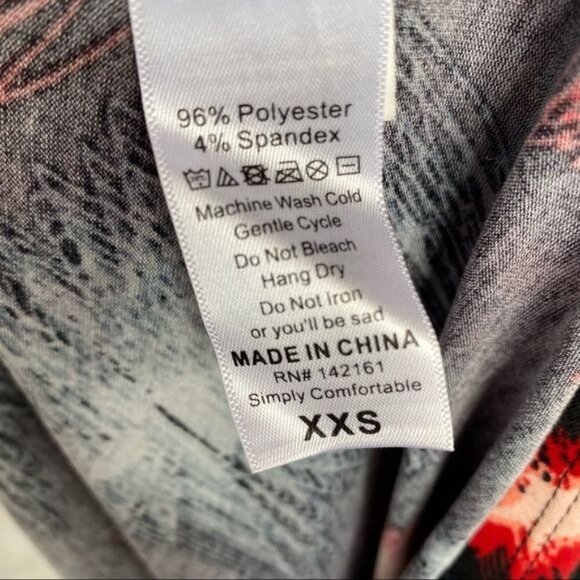 96% Polyester
4% Spandex
Machine Wash Cold
Gentle Cycle
Do Not Bleach
Hang Dry
Do Not Iron
or you'll be sad
MADE IN CHINA
RN# 142161
Simply Comfortable
XXS